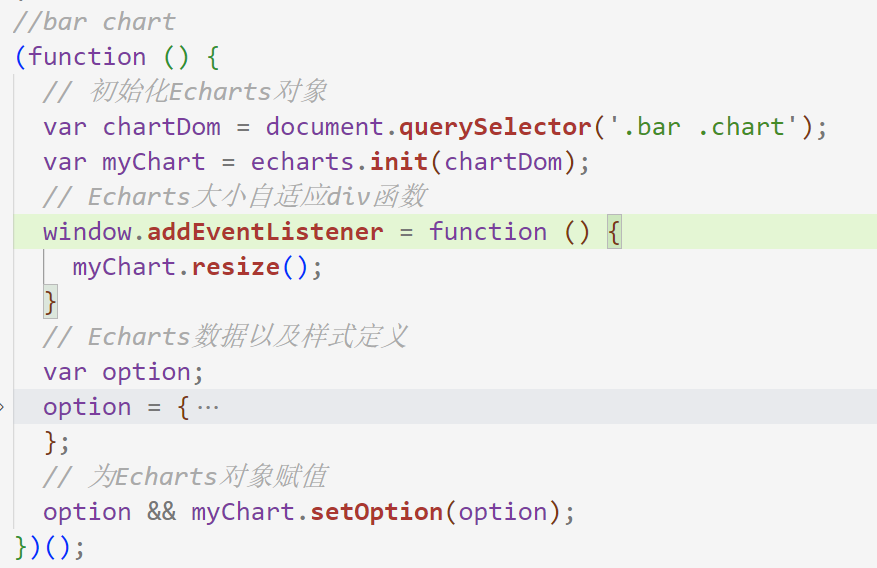 //bar chart
(function () {
// 初始化Echarts对象
var chartDom = document.querySelector('.bar .chart');
var myChart = echarts.init(chartDom);
// Echarts大小自适应div函数
window.addEventListener = function () {
myChart.resize();
}
// Echarts数据以及样式定义
var option;
option = {···
};
// 为Echarts对象赋值
option && myChart.setOption(option);
})();